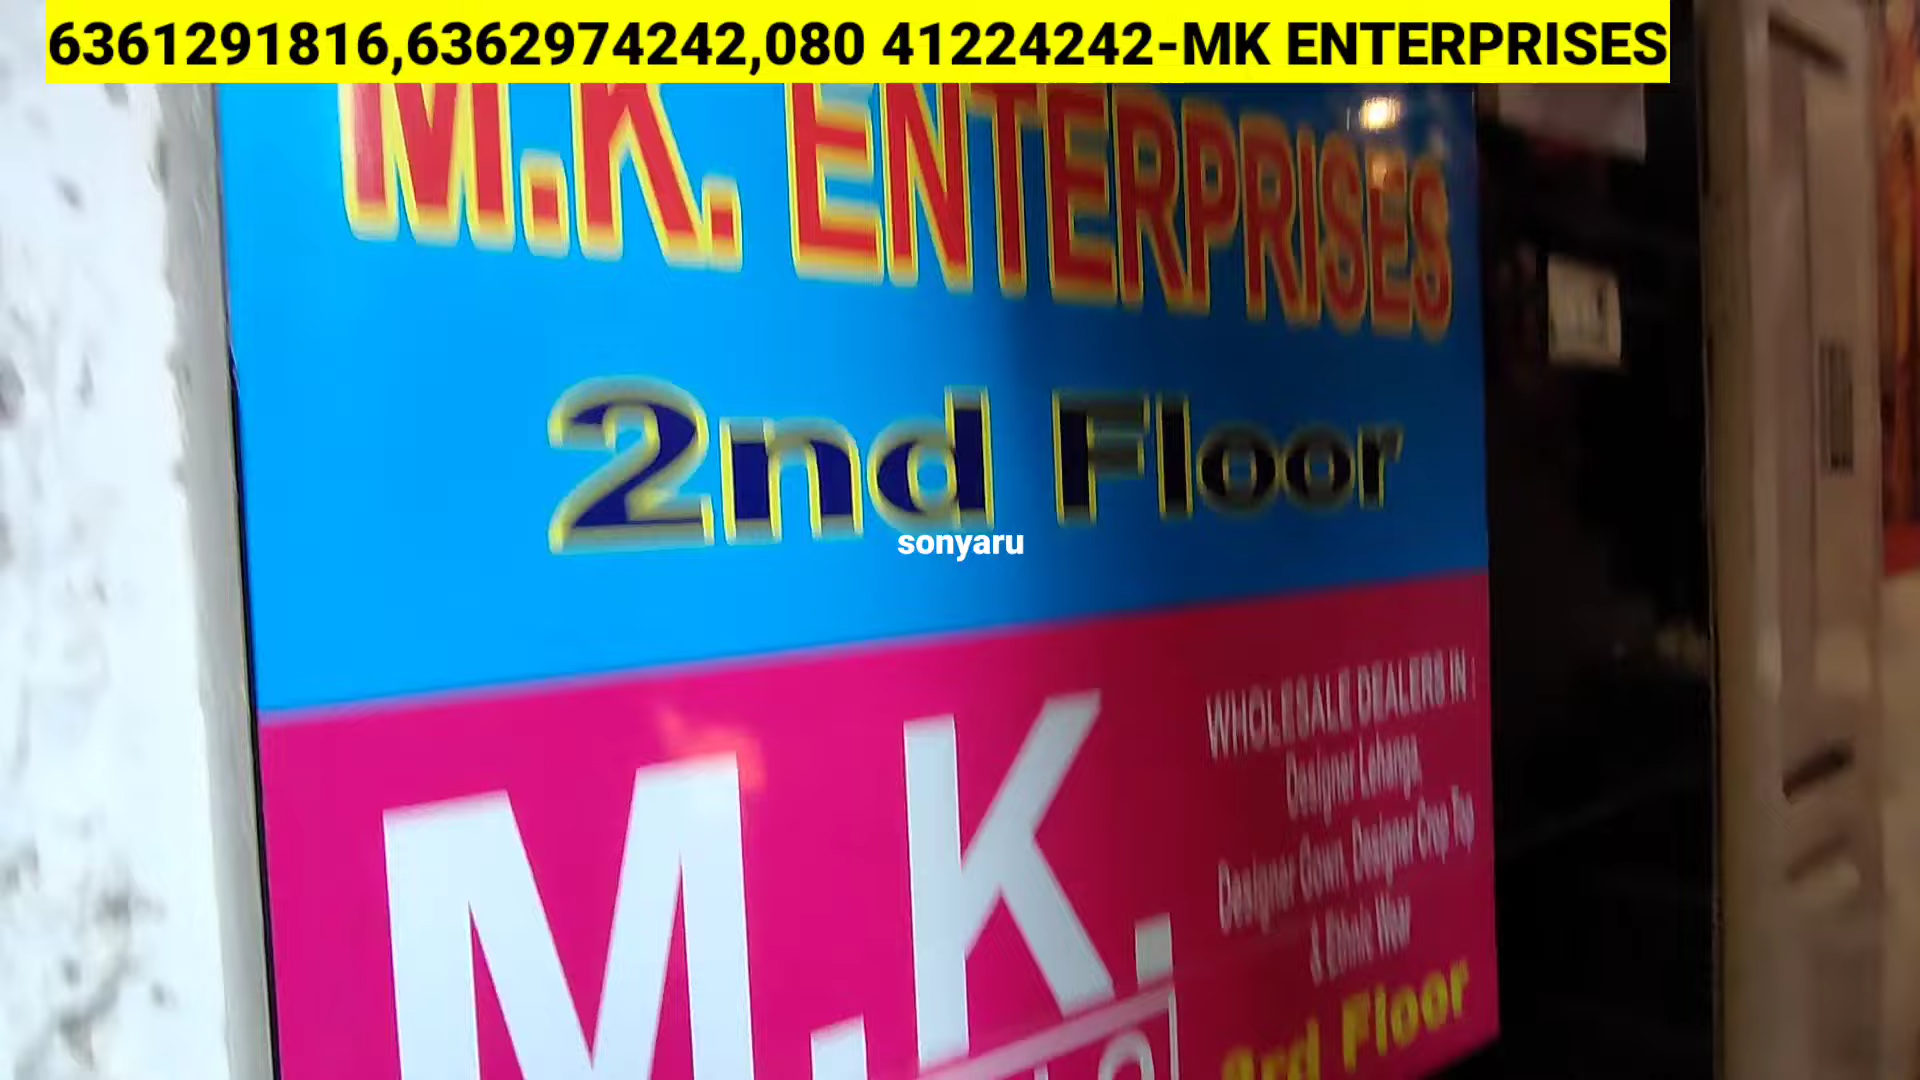 6361291816,6362974242,080 41224242-MK ENTERPRISES
M.K. ENTERPRISES
2nd Floor
sonyaru
WHOLESALE DEALERS IN :
Designer Lehanga,
Designer Gown, Designer Crop Top
& Ethnic Wear
M.K.
3rd Floor